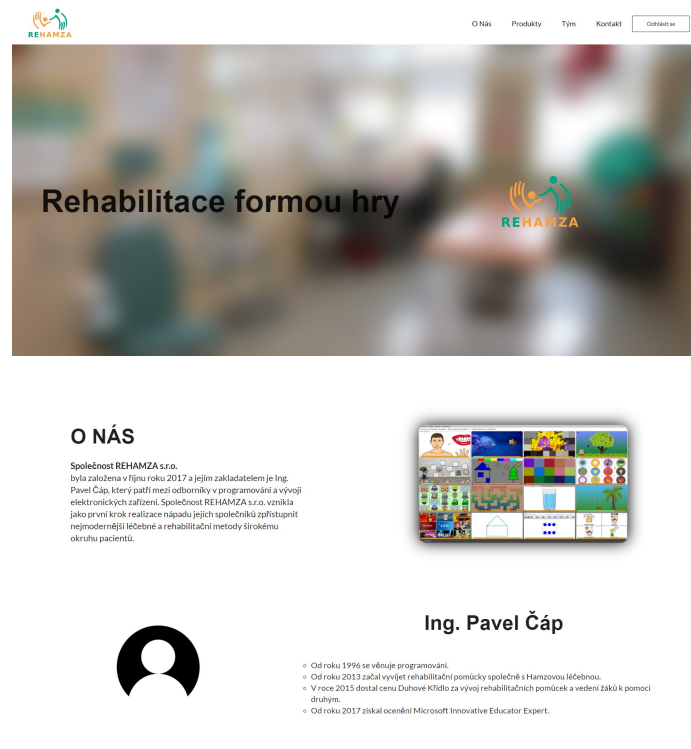 REHAMZA
O Nás
Produkty
Tým
Kontakt
Odhlásit se
Rehabilitace formou hry
REHAMZA
O NÁS
Společnost REHAMZA s.r.o.
byla založena v říjnu roku 2017 a jejím zakladatelem je Ing.
Pavel Čáp, který patří mezi odborníky v programování a vývoji
elektronických zařízení. Spolecnost REHAMZA s.r.o. vznikla
jako první krok realizace nápadu jejich společníků zpřístupnit
nejmodernější léčebné a rehabilitační metody širokému
okruhu pacientů.
Ing. Pavel Čáp
Od roku 1996 se věnuje programování.
Od roku 2013 začal vyvíjet rehabilitační pomůcky společně s Hamzovou léčebnou.
V roce 2015 dostal cenu Duhové Křídlo za vývoj rehabilitačních pomůcek a vedení žáků k pomoci
druhým.
Od roku 2017 získal ocenění Microsoft Innovative Educator Expert.